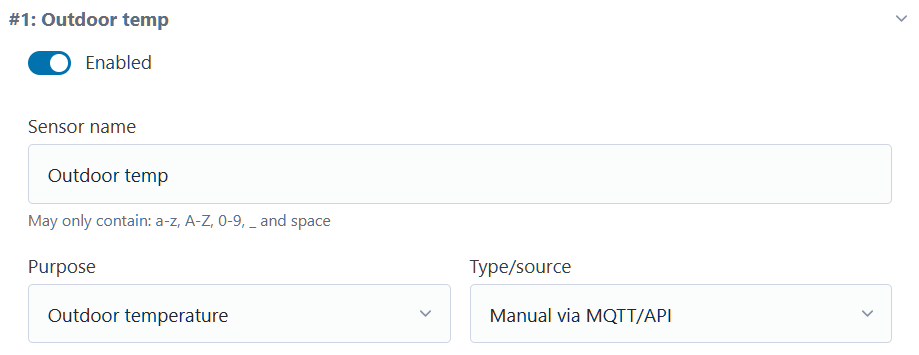 #1: Outdoor temp
Enabled
Sensor name
Outdoor temp
May only contain: a-z, A-Z, 0-9, _ and space
Purpose
Type/source
Outdoor temperature
Manual via MQTT/API